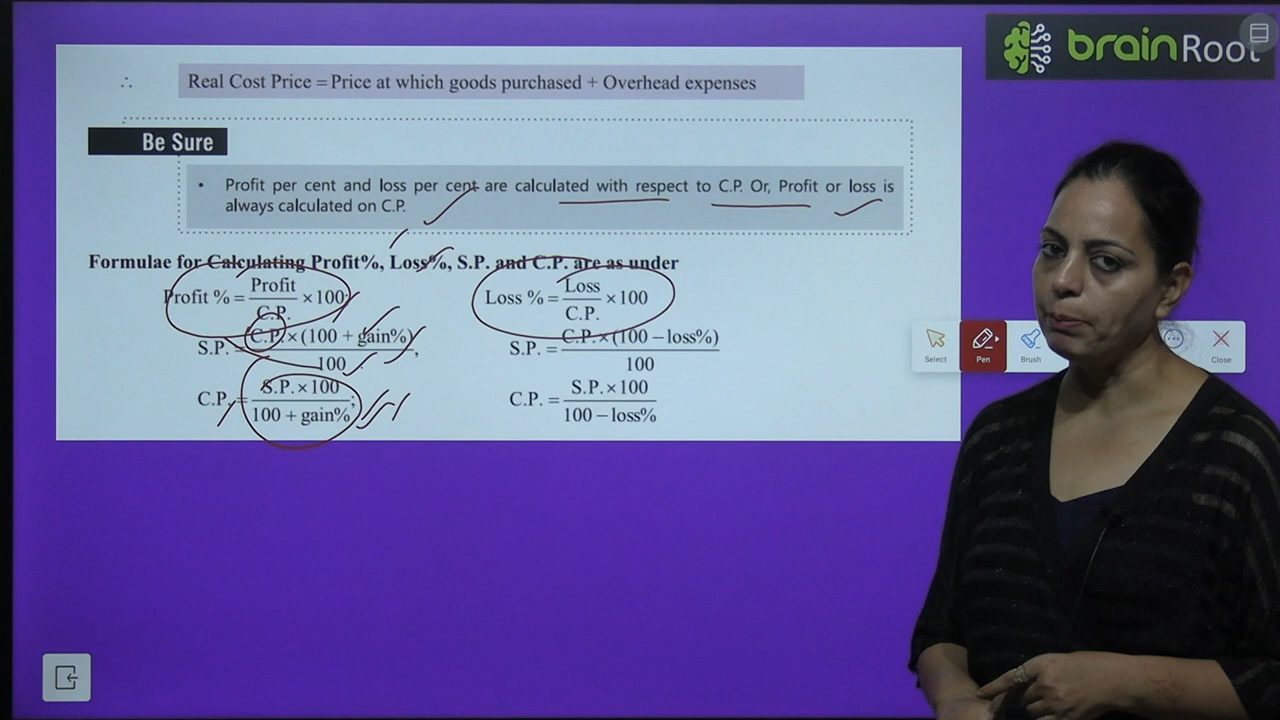 brainRoot
∴ Real Cost Price = Price at which goods purchased + Overhead expenses
Be Sure
• Profit per cent and loss per cent are calculated with respect to C.P. Or, Profit or loss is
always calculated on C.P.
Formulae for Calculating Profit%, Loss%, S.P. and C.P. are as under
Profit % = Profit / C.P. × 100; Loss % = Loss / C.P. × 100
S.P. = C.P. × (100 + gain%) / 100, S.P. = C.P. × (100 – loss%) / 100
C.P. = S.P. × 100 / 100 + gain%; C.P. = S.P. × 100 / 100 – loss%
Select Pen Brush Close